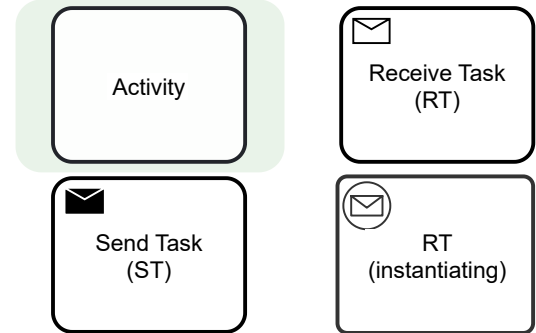 Activity
Receive Task
(RT)
Send Task
(ST)
RT
(instantiating)